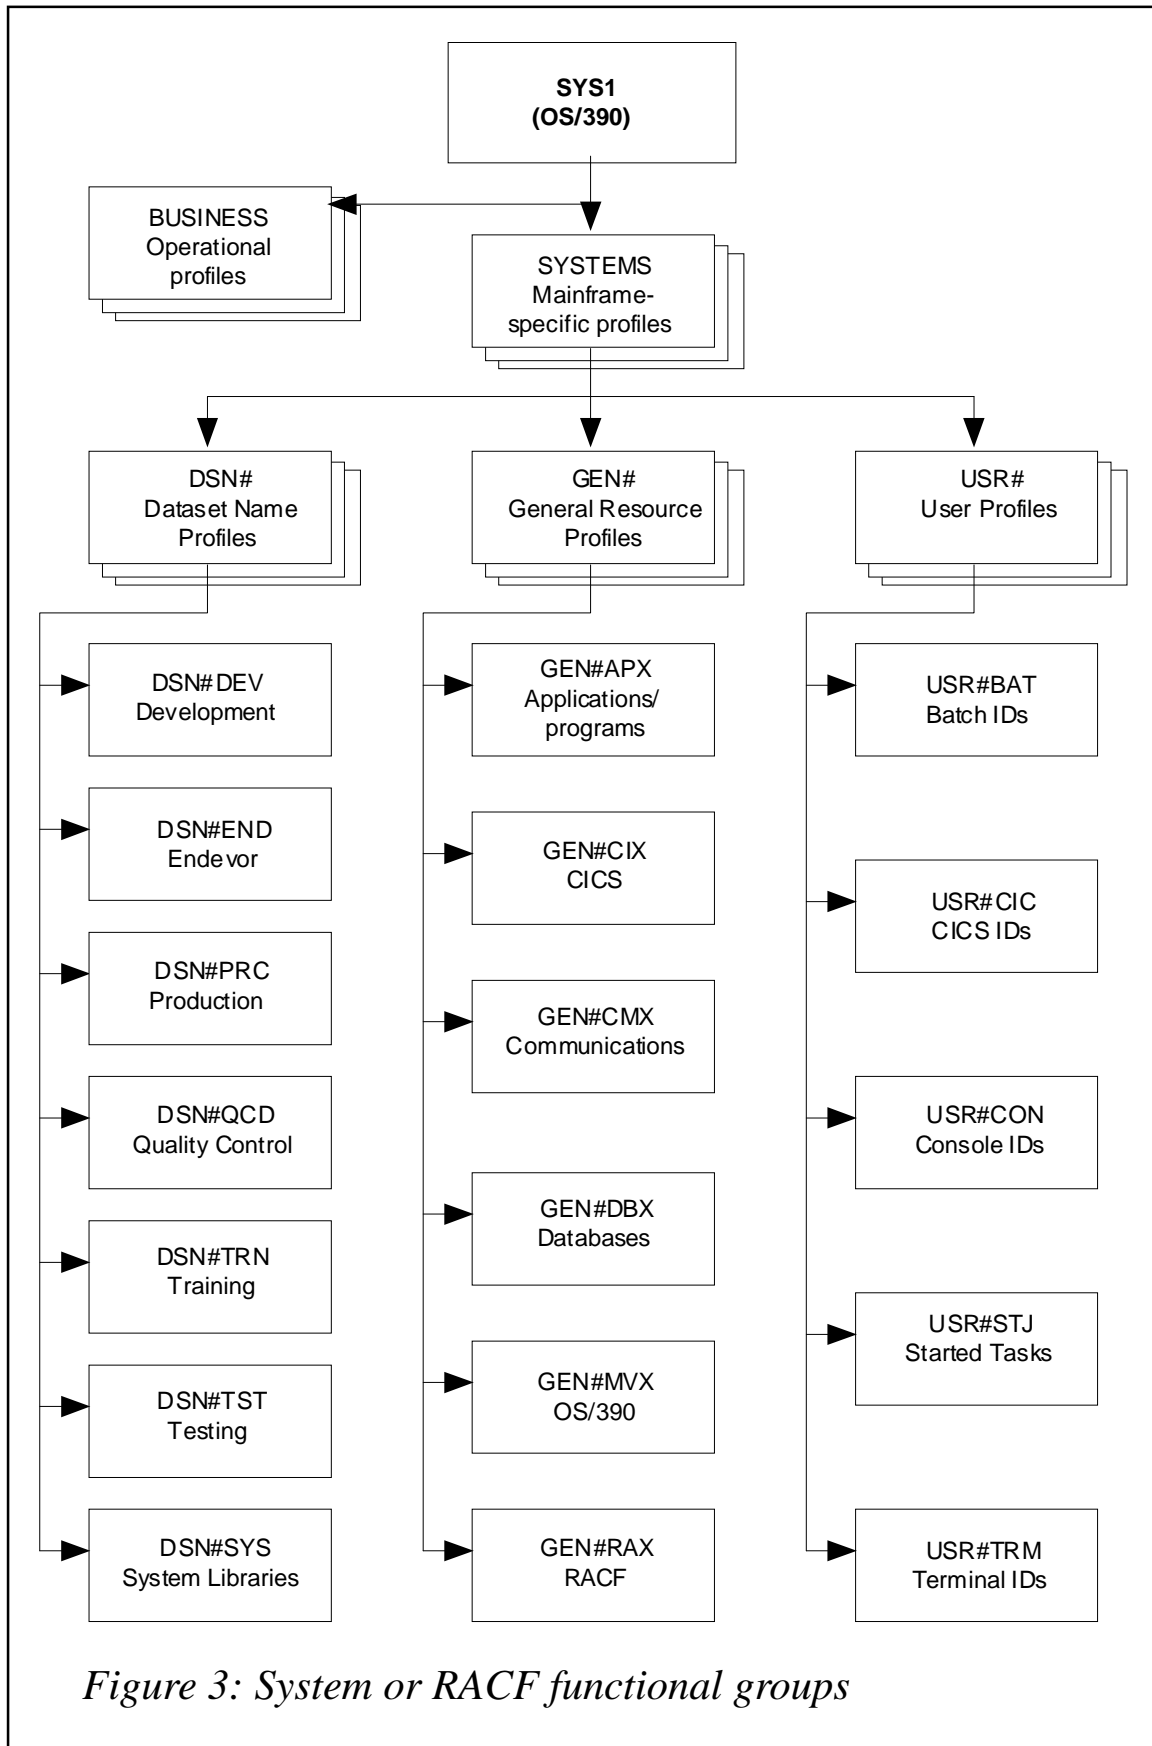 SYS1
(OS/390)
BUSINESS
Operational
profiles
SYSTEMS
Mainframe-
specific profiles
DSN#
Dataset Name
Profiles
GEN#
General Resource
Profiles
USR#
User Profiles
DSN#DEV
Development
DSN#END
Endevor
DSN#PRC
Production
DSN#QCD
Quality Control
DSN#TRN
Training
DSN#TST
Testing
DSN#SYS
System Libraries
GEN#APX
Applications/
programs
GEN#CIX
CICS
GEN#CMX
Communications
GEN#DBX
Databases
GEN#MVX
OS/390
GEN#RAX
RACF
USR#BAT
Batch IDs
USR#CIC
CICS IDs
USR#CON
Console IDs
USR#STJ
Started Tasks
USR#TRM
Terminal IDs
Figure 3: System or RACF functional groups